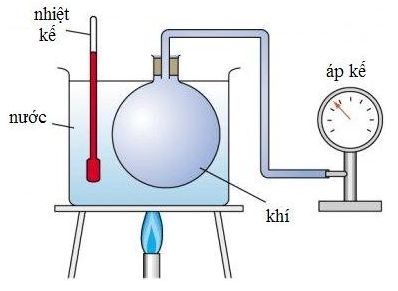 nhiệt
kế
áp kế
nước
khí